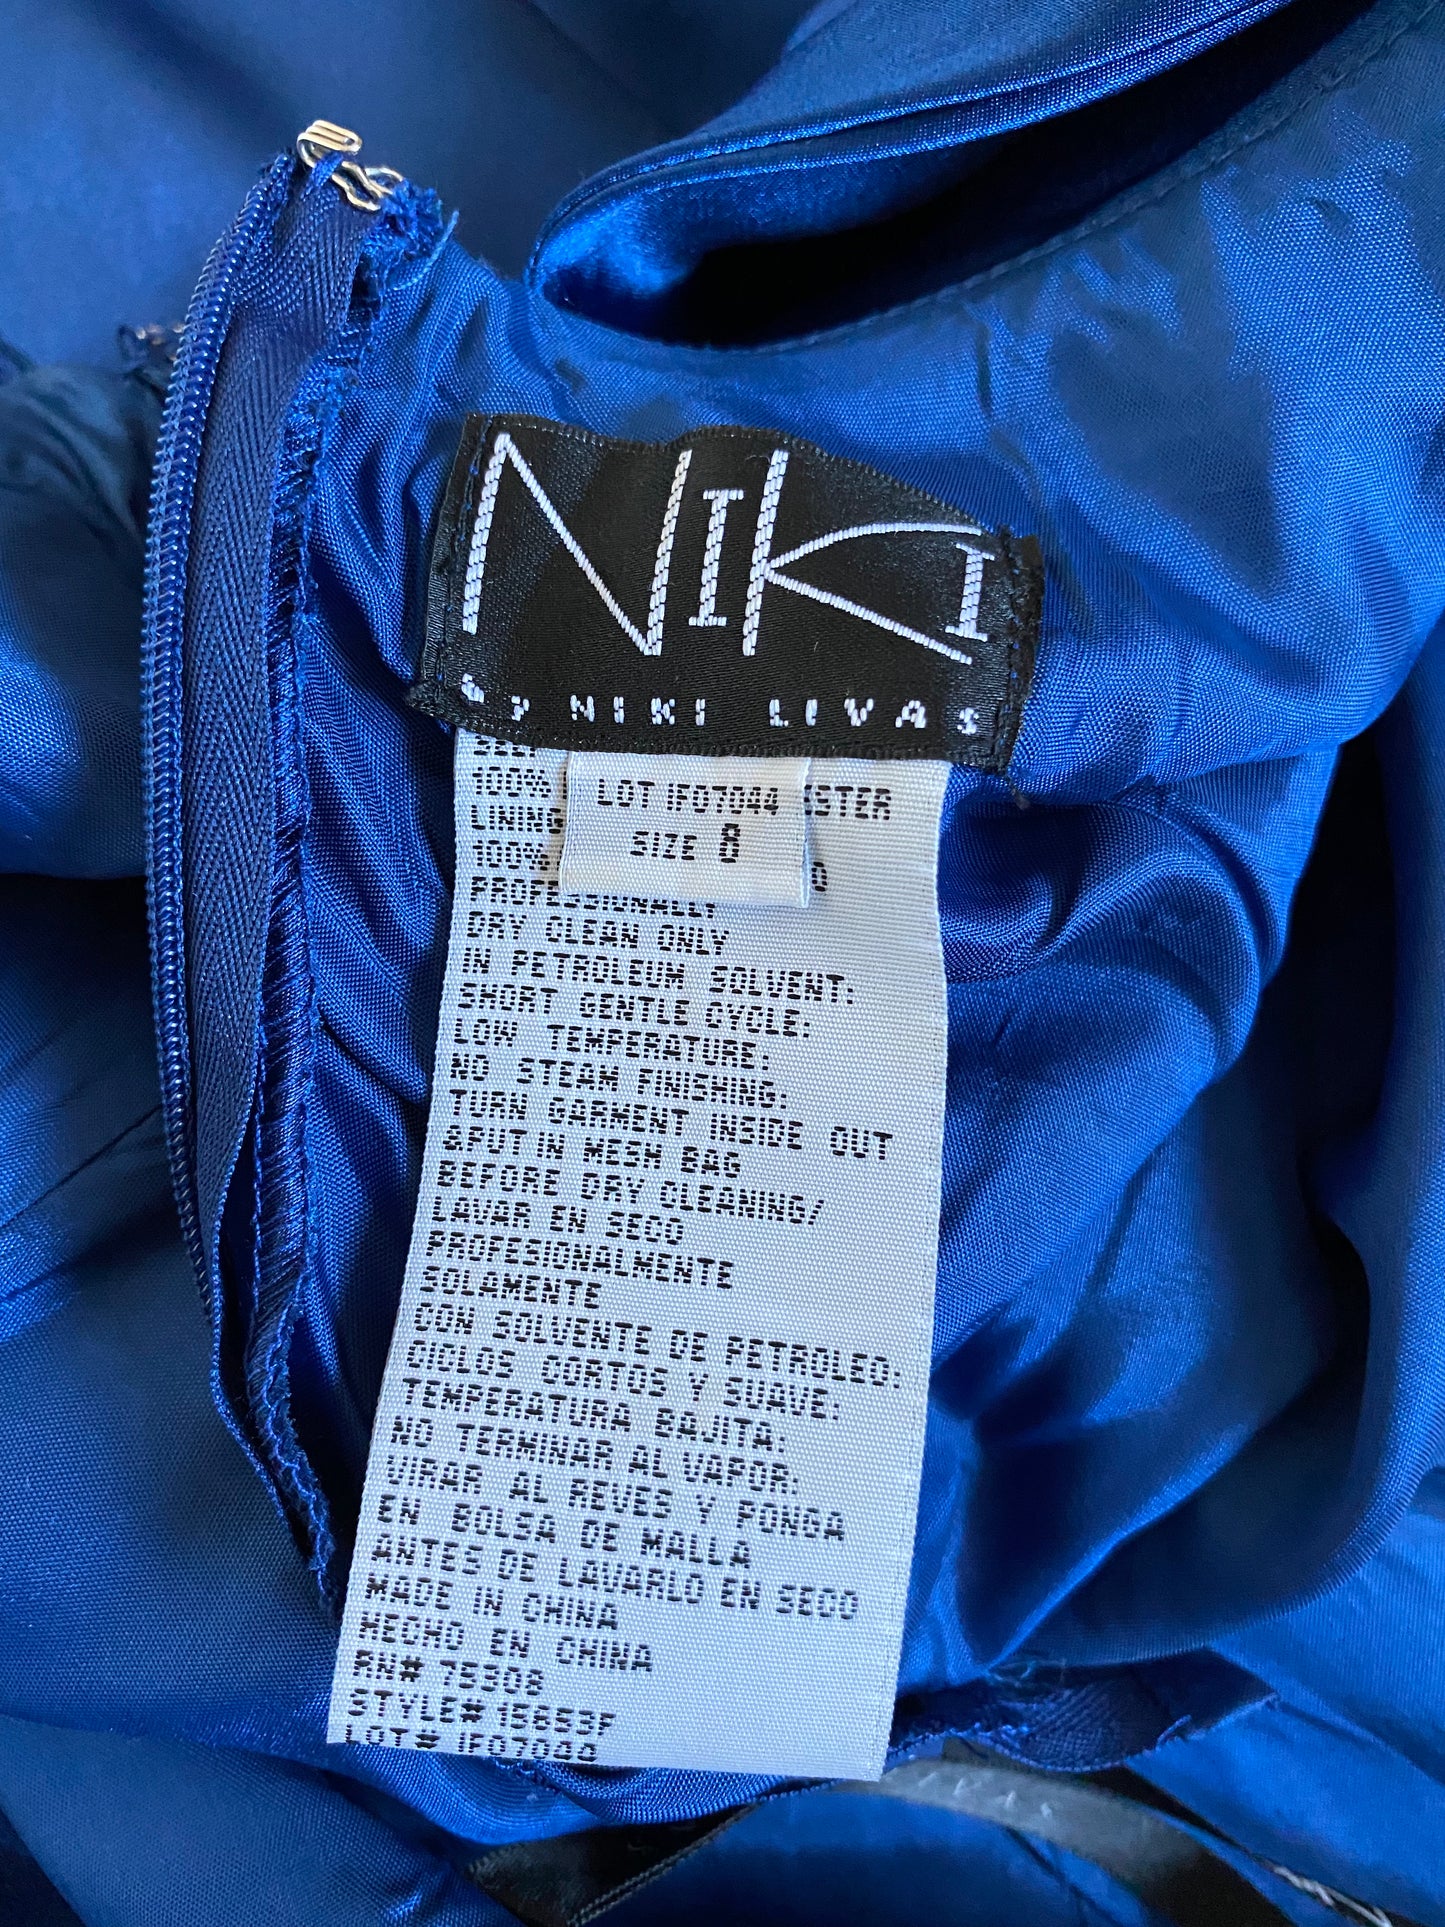 NIKI
by NIKI LIVAS
LOT IF07044
SIZE 8
100%
LINING
100%
PROFESSIONALLY
DRY CLEAN ONLY
IN PETROLEUM SOLVENT:
SHORT GENTLE CYCLE:
LOW TEMPERATURE:
NO STEAM FINISHING:
TURN GARMENT INSIDE OUT
&PUT IN MESH BAG
BEFORE DRY CLEANING/
LAVAR EN SECO
PROFESIONALMENTE
SOLAMENTE
CON SOLVENTE DE PETROLEO:
CICLOS CORTOS Y SUAVE:
TEMPERATURA BAJITA:
NO TERMINAR AL VAPOR:
VIRAR AL REVES Y PONGA
EN BOLSA DE MALLA
ANTES DE LAVARLO EN SECO
MADE IN CHINA
HECHO EN CHINA
RN# 75308
STYLE# 15653F
LOT# IF07044